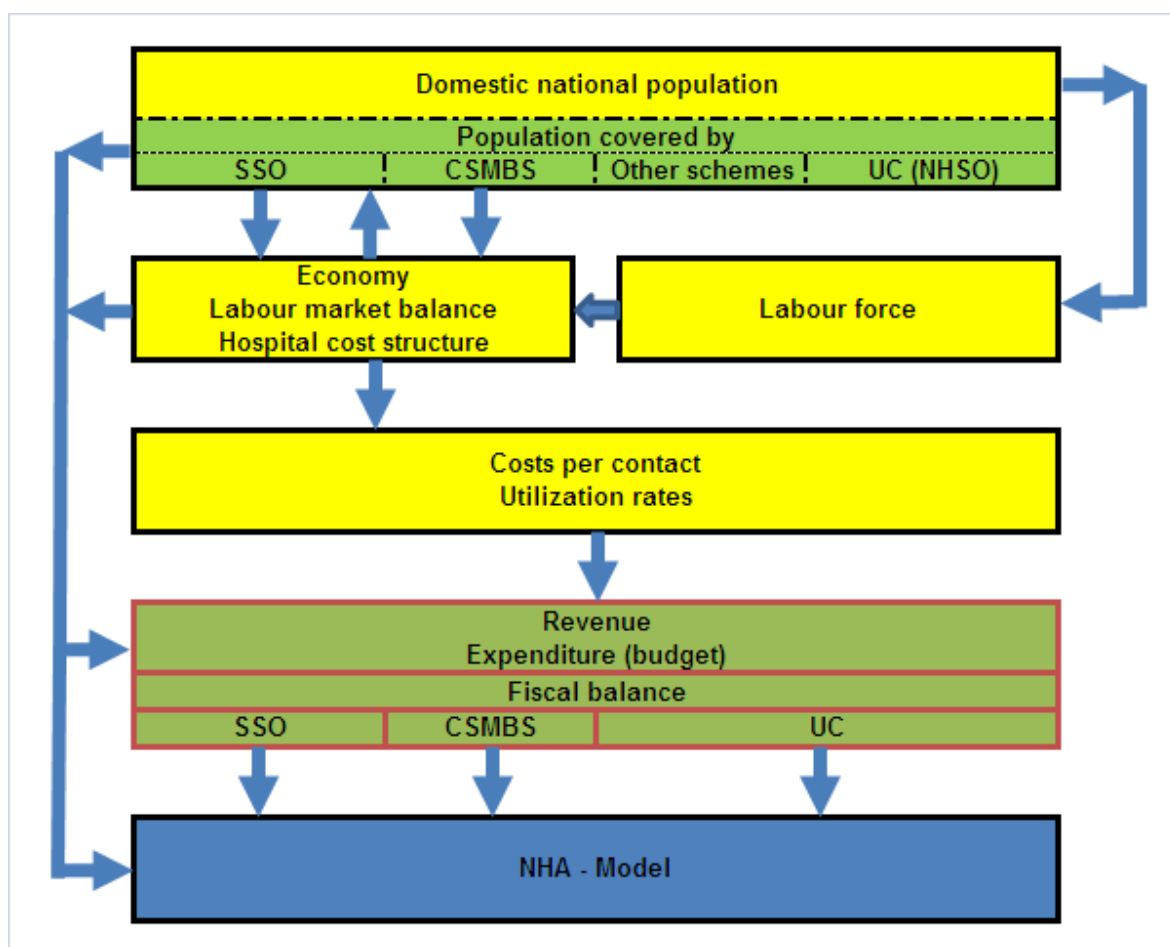 Domestic national population
Population covered by
SSO
CSMBS
Other schemes
UC (NHSO)
Economy
Labour market balance
Hospital cost structure
Labour force
Costs per contact
Utilization rates
Revenue
Expenditure (budget)
Fiscal balance
SSO
CSMBS
UC
NHA - Model